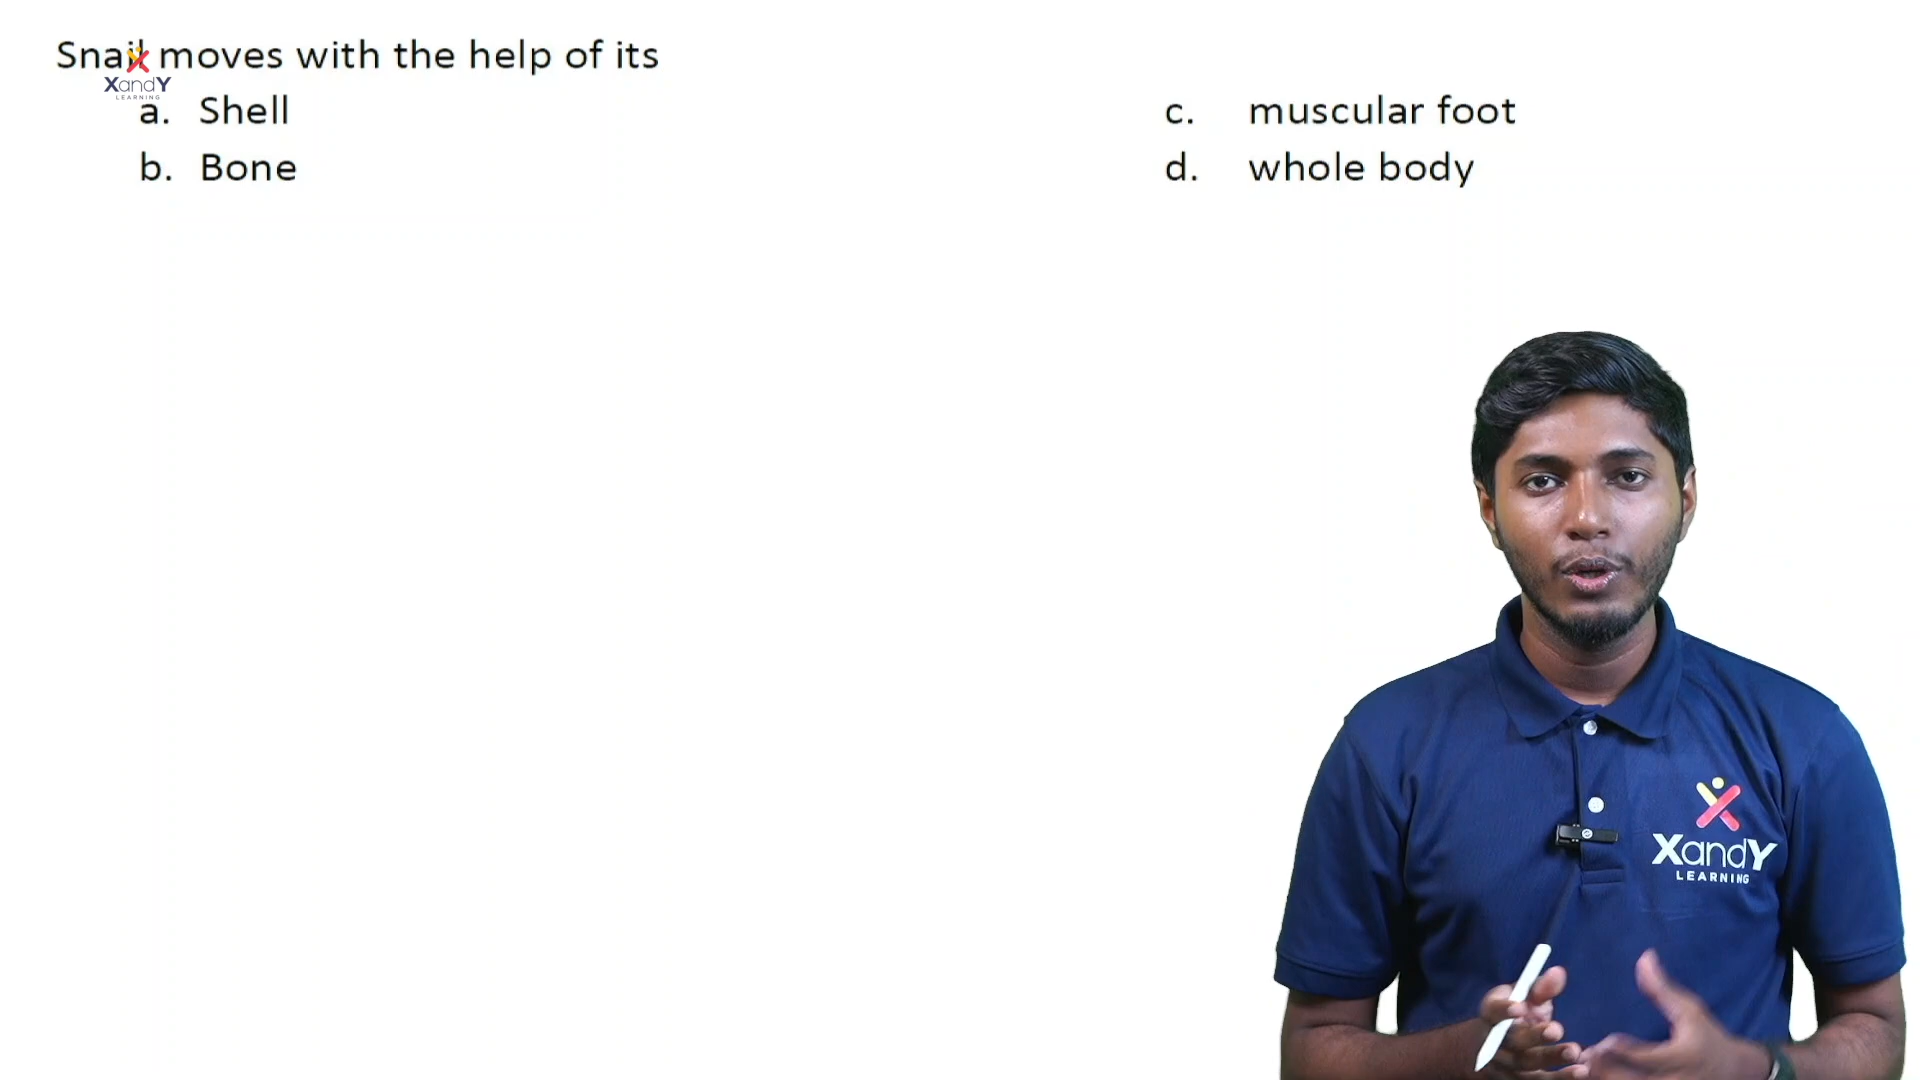 Snail moves with the help of its
XandY
LEARNING
a. Shell
b. Bone
c. muscular foot
d. whole body
XandY
LEARNING